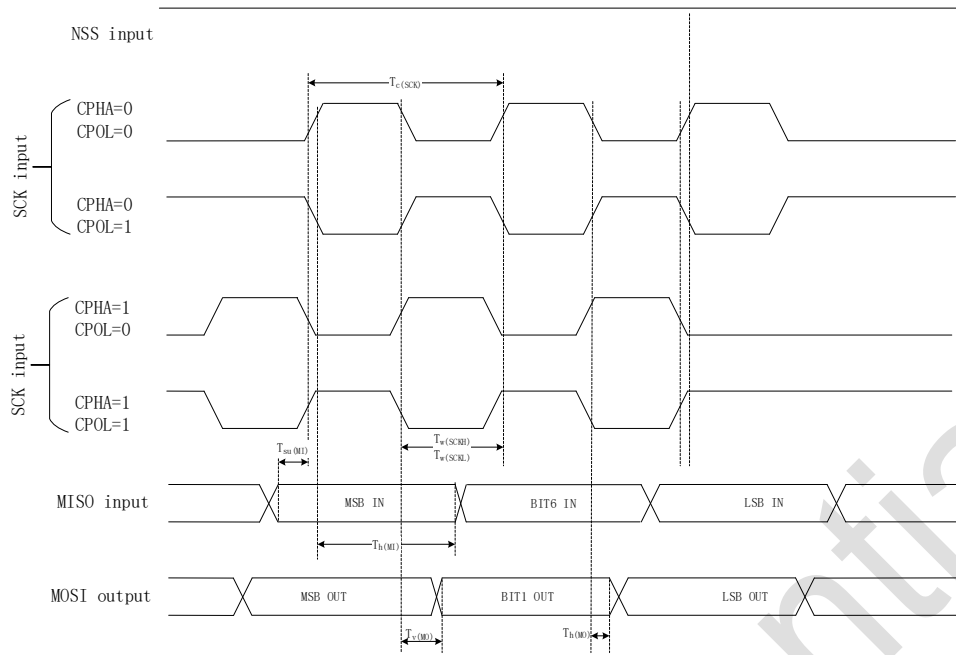 NSS input
Tc(SCK)
CPHA=0
CPOL=0
SCK input
CPHA=0
CPOL=1
CPHA=1
CPOL=0
SCK input
CPHA=1
CPOL=1
Tw(SCKH)
Tw(SCKL)
Tsu(MI)
MISO input
MSB IN
BIT6 IN
LSB IN
Th(MI)
MOSI output
MSB OUT
BIT1 OUT
LSB OUT
Tv(MO)
Th(MO)